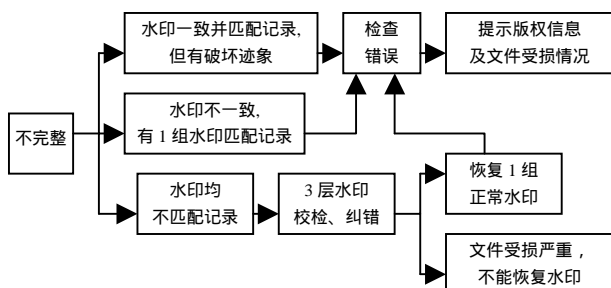 水印一致并匹配记录,
但有破坏迹象
检查
错误
提示版权信息
及文件受损情况
不完整
水印不一致,
有1组水印匹配记录
水印均
不匹配记录
3层水印
校检、纠错
恢复1组
正常水印
文件受损严重，
不能恢复水印